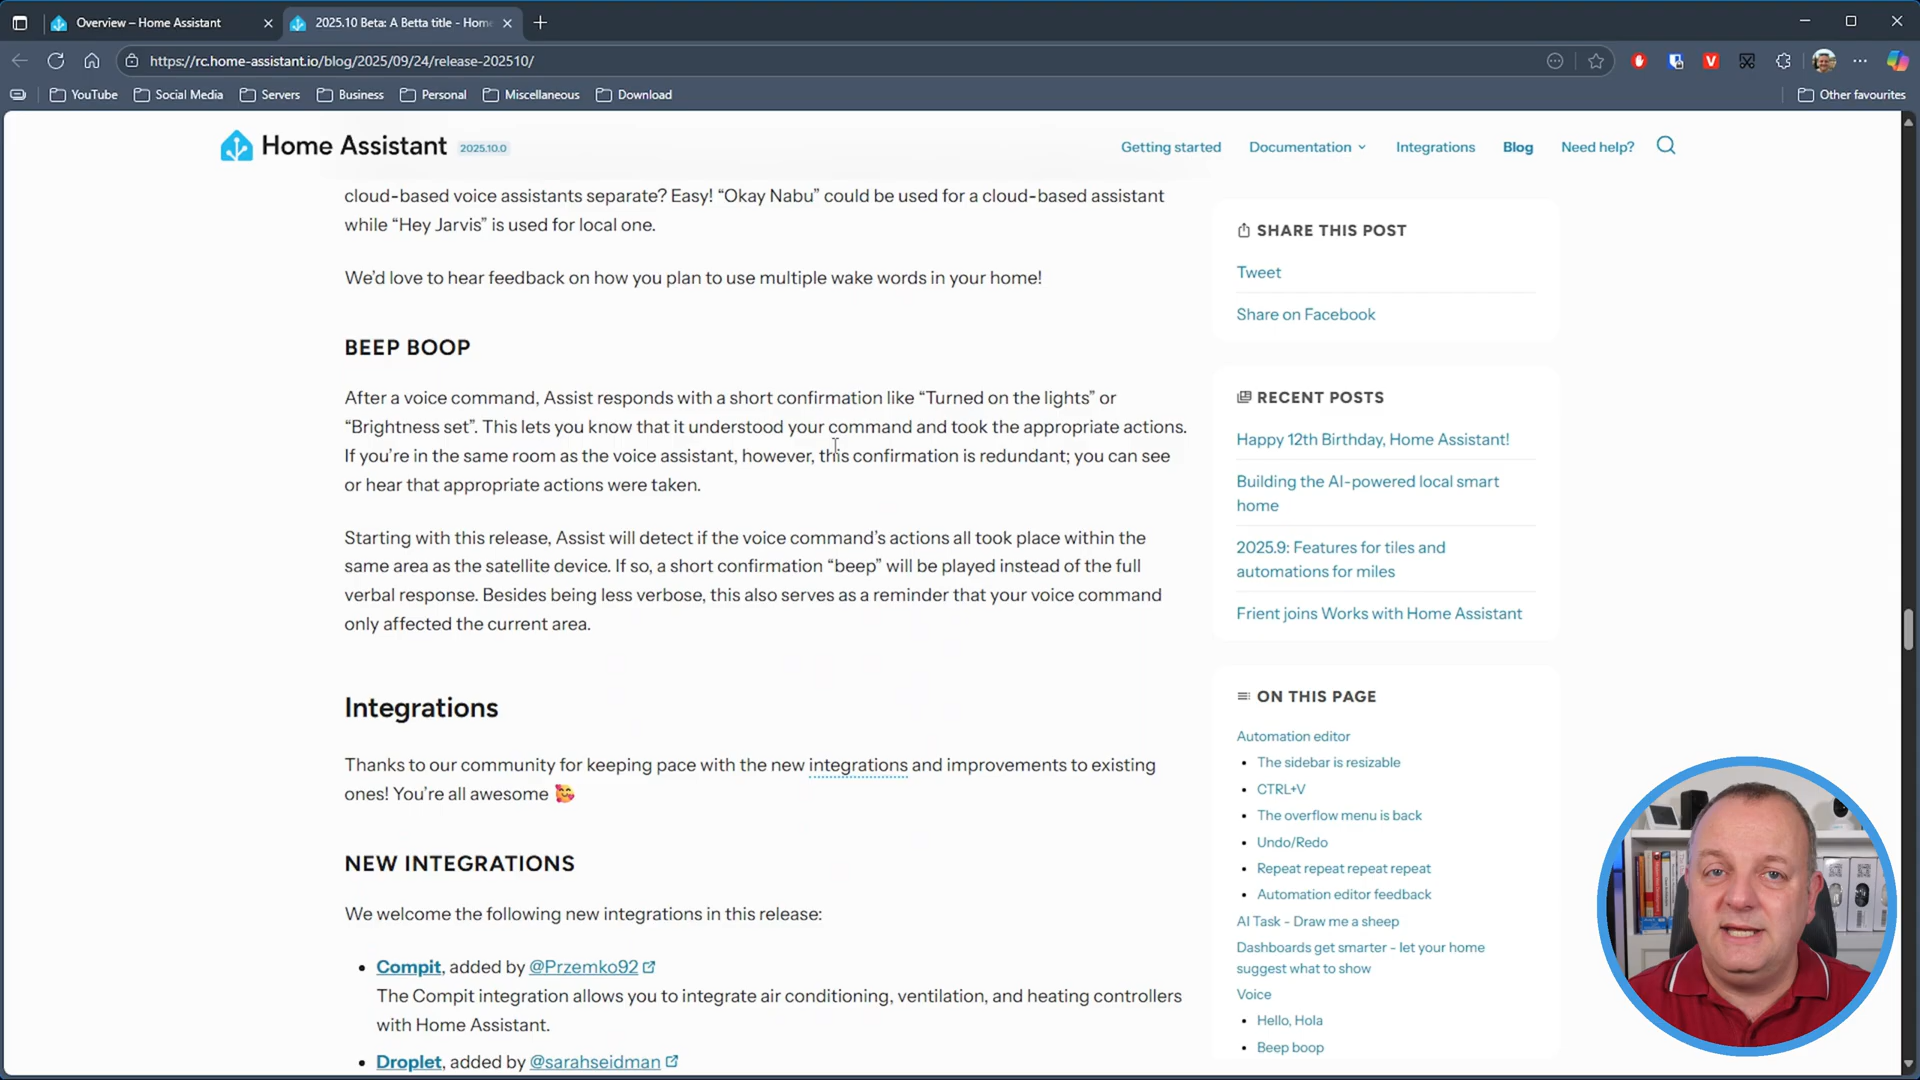 Overview – Home Assistant
2025.10 Beta: A Betta title - Home
https://rc.home-assistant.io/blog/2025/09/24/release-202510/
YouTube
Social Media
Servers
Business
Personal
Miscellaneous
Download
Other favourites
Home Assistant 2025.10.0
Getting started
Documentation
Integrations
Blog
Need help?
cloud-based voice assistants separate? Easy! “Okay Nabu” could be used for a cloud-based assistant
while “Hey Jarvis” is used for local one.
We’d love to hear feedback on how you plan to use multiple wake words in your home!
BEEP BOOP
After a voice command, Assist responds with a short confirmation like “Turned on the lights” or
“Brightness set”. This lets you know that it understood your command and took the appropriate actions.
If you’re in the same room as the voice assistant, however, this confirmation is redundant; you can see
or hear that appropriate actions were taken.
Starting with this release, Assist will detect if the voice command’s actions all took place within the
same area as the satellite device. If so, a short confirmation “beep” will be played instead of the full
verbal response. Besides being less verbose, this also serves as a reminder that your voice command
only affected the current area.
Integrations
Thanks to our community for keeping pace with the new integrations and improvements to existing
ones! You’re all awesome 🥰
NEW INTEGRATIONS
We welcome the following new integrations in this release:
• Compit, added by @Przemko92
The Compit integration allows you to integrate air conditioning, ventilation, and heating controllers
with Home Assistant.
• Droplet, added by @sarahseidman
SHARE THIS POST
Tweet
Share on Facebook
RECENT POSTS
Happy 12th Birthday, Home Assistant!
Building the AI-powered local smart
home
2025.9: Features for tiles and
automations for miles
Frient joins Works with Home Assistant
ON THIS PAGE
Automation editor
• The sidebar is resizable
• CTRL+V
• The overflow menu is back
• Undo/Redo
• Repeat repeat repeat repeat
• Automation editor feedback
AI Task - Draw me a sheep
Dashboards get smarter - let your home
suggest what to show
Voice
• Hello, Hola
• Beep boop